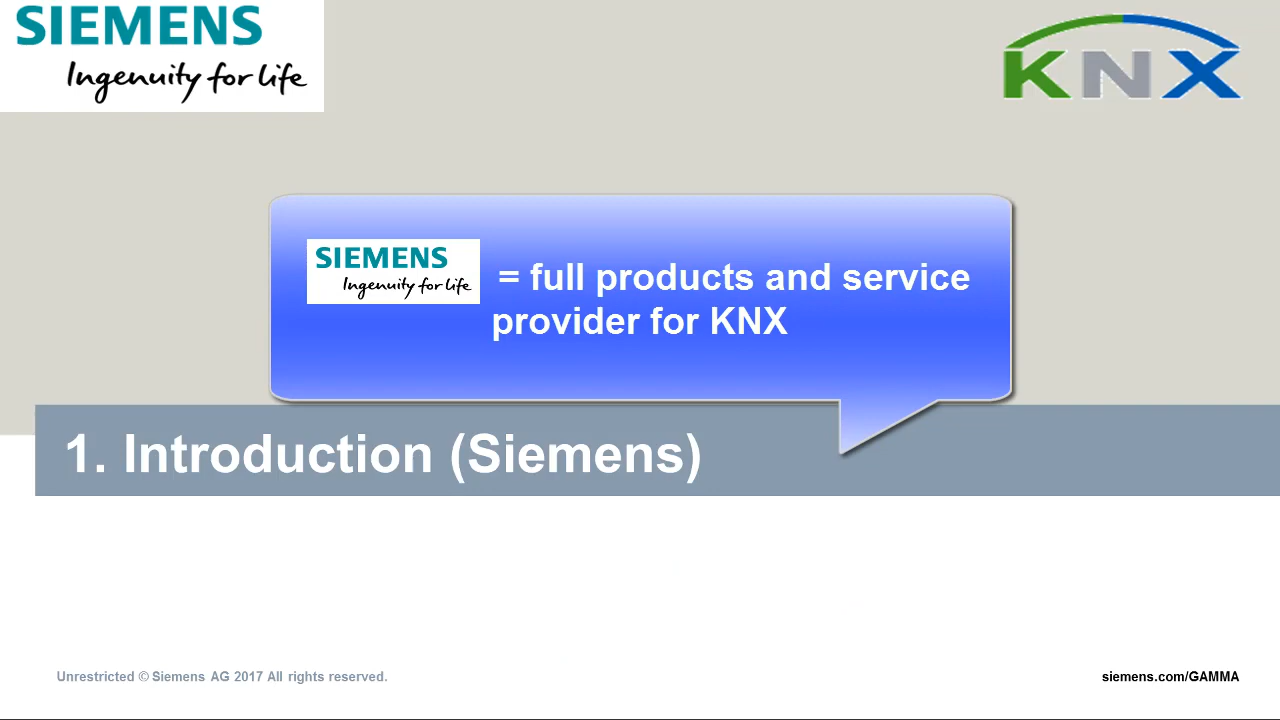 SIEMENS
Ingenuity for life
KNX
SIEMENS
Ingenuity for life
= full products and service
provider for KNX
1. Introduction (Siemens)
Unrestricted © Siemens AG 2017 All rights reserved.
siemens.com/GAMMA